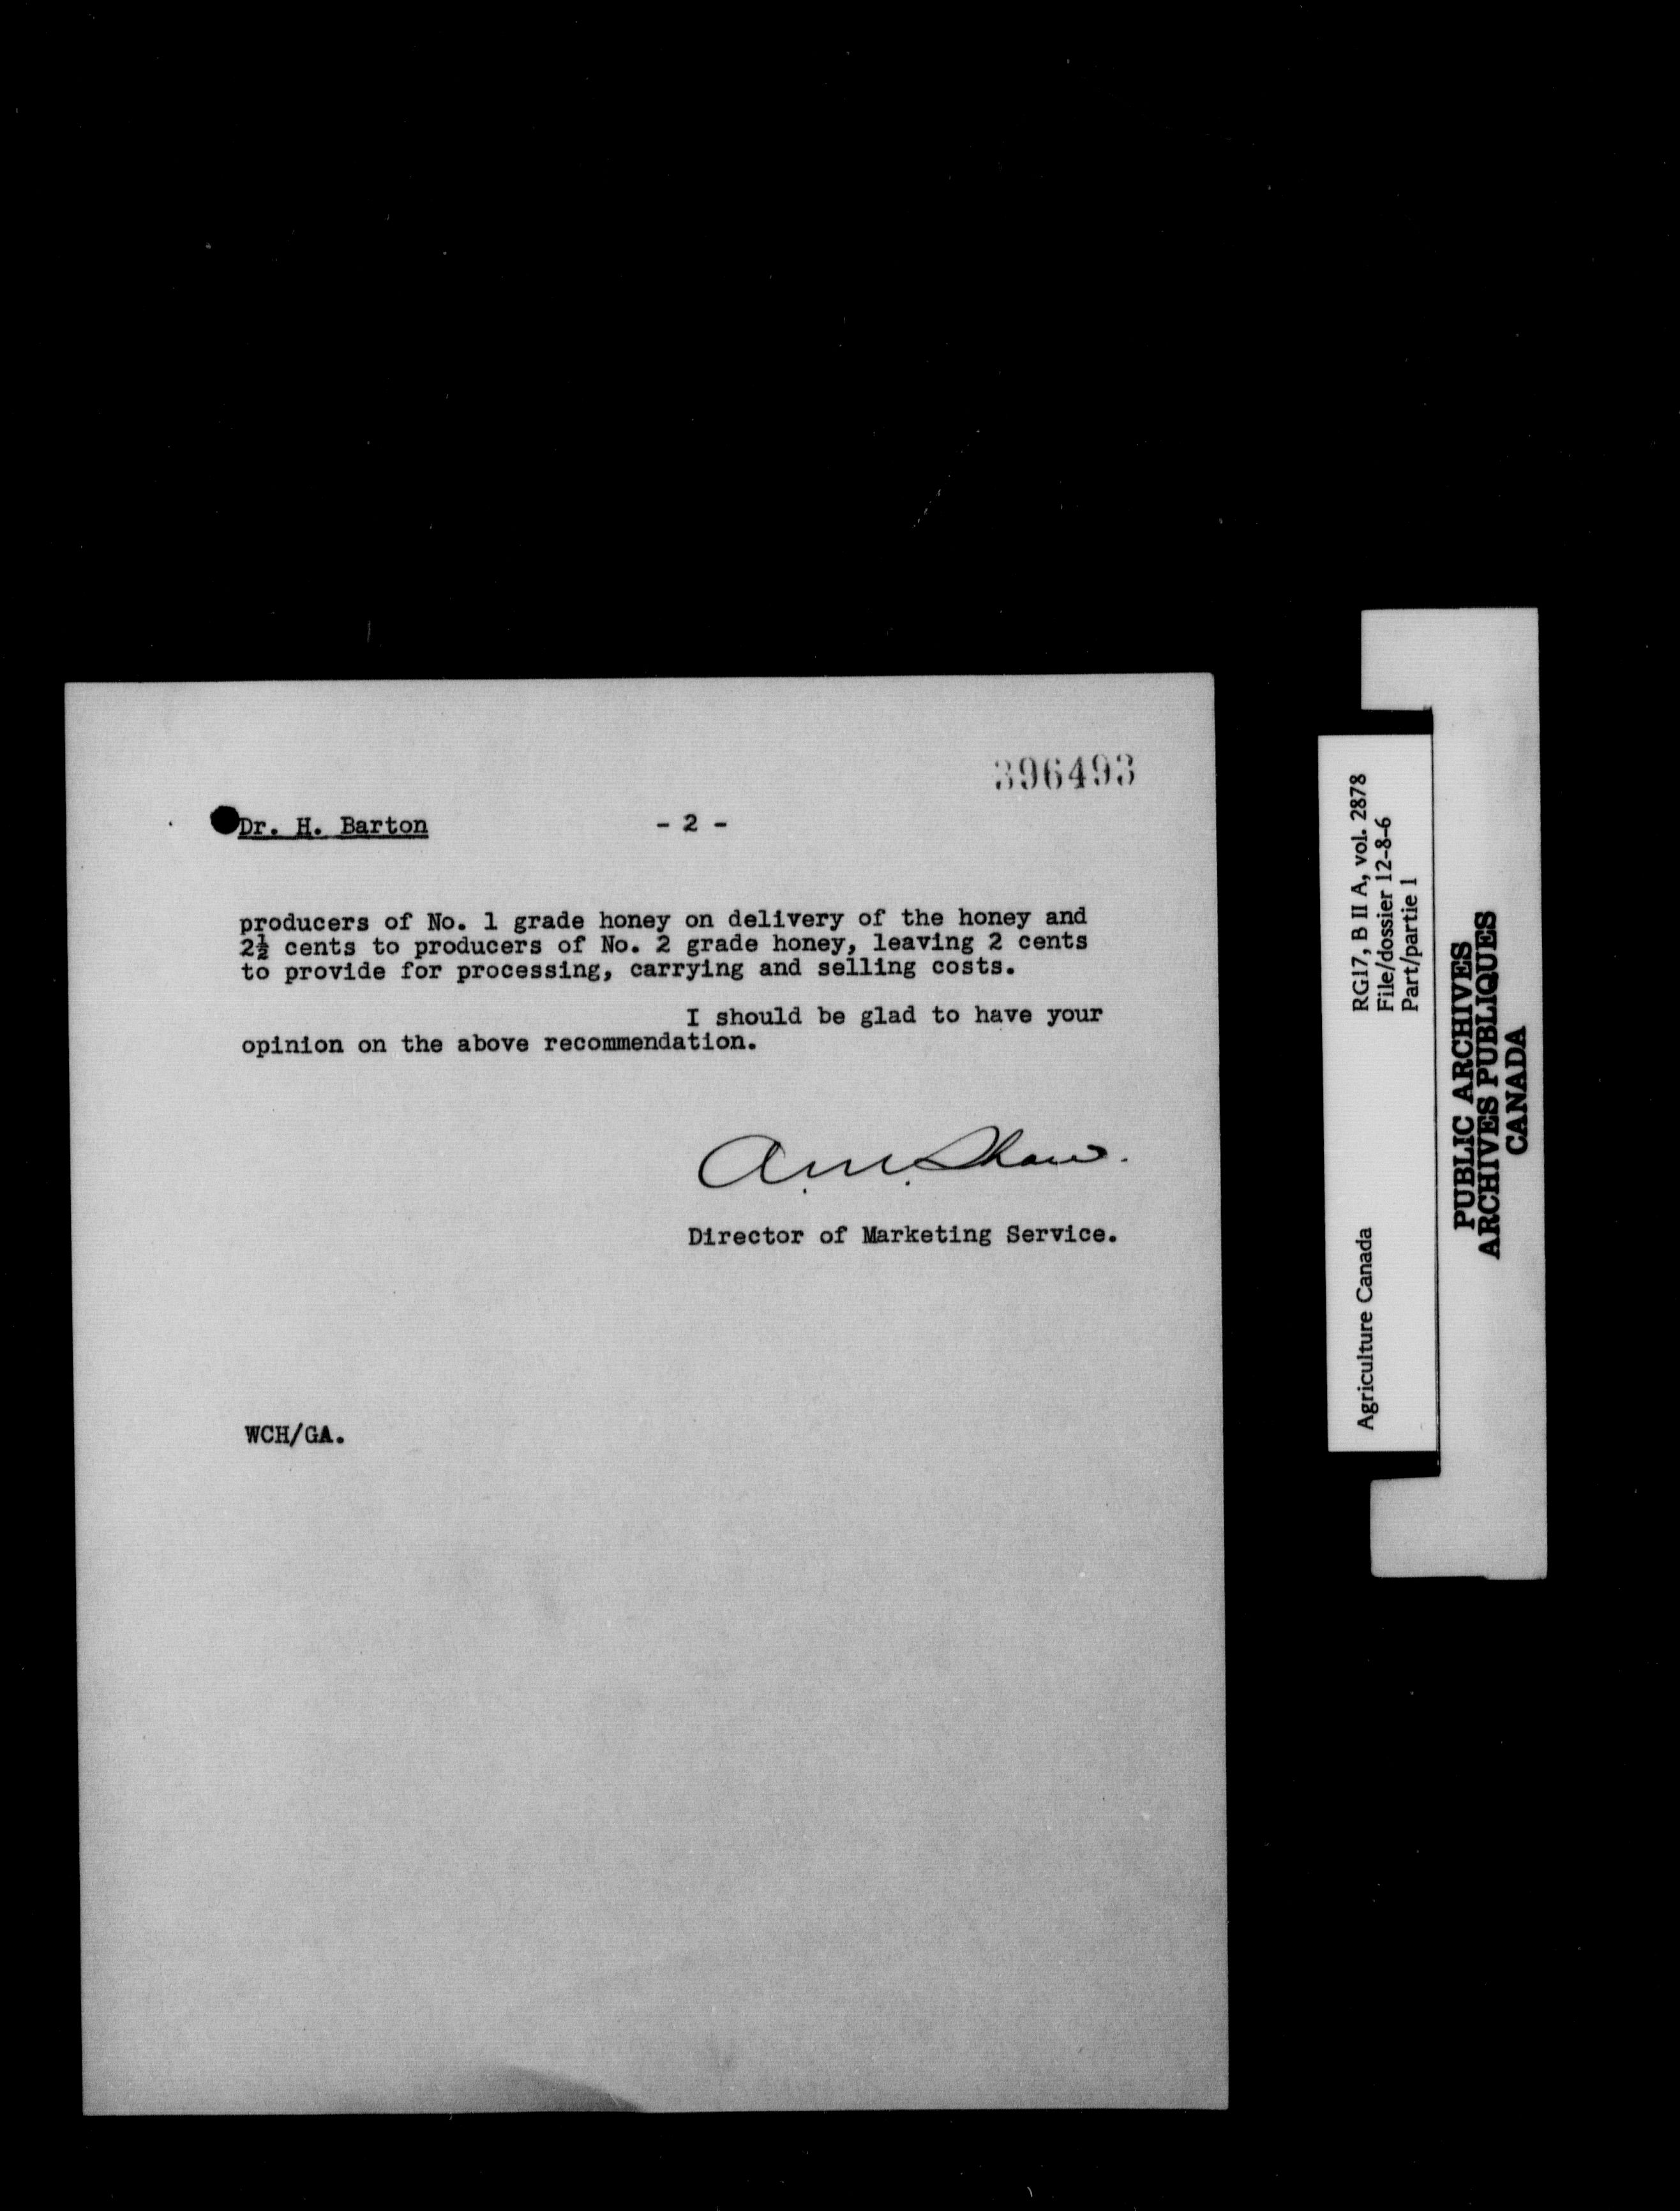 396493
Dr. H. Barton - 2 -
producers of No. 1 grade honey on delivery of the honey and
2½ cents to producers of No. 2 grade honey, leaving 2 cents
to provide for processing, carrying and selling costs.
I should be glad to have your
opinion on the above recommendation.
A.M. Shaw.
Director of Marketing Service.
WCH/GA.
Agriculture Canada RG17, B II A, vol. 2878
File/dossier 12-8-6
Part/partie 1
PUBLIC ARCHIVES
ARCHIVES PUBLIQUES
CANADA